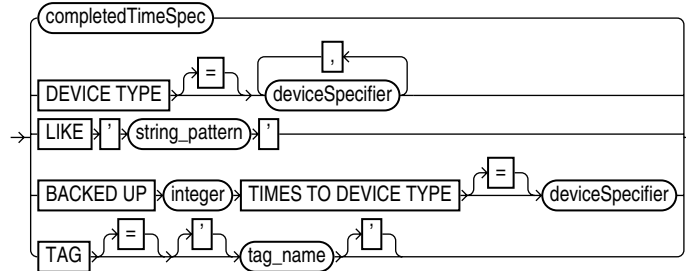 completedTimeSpec
= ,
DEVICE TYPE deviceSpecifier
LIKE ' string_pattern '
=
BACKED UP integer TIMES TO DEVICE TYPE deviceSpecifier
= ' '
TAG tag_name